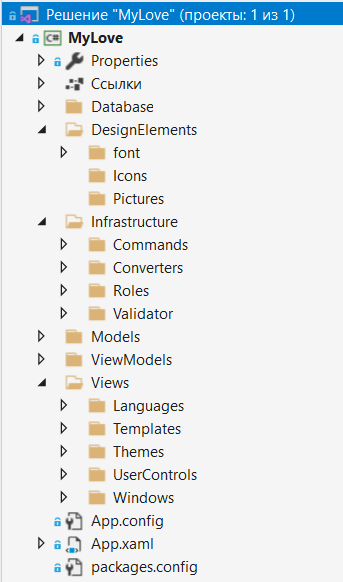 Решение "MyLove" (проекты: 1 из 1)
C# MyLove
Properties
Ссылки
Database
DesignElements
font
Icons
Pictures
Infrastructure
Commands
Converters
Roles
Validator
Models
ViewModels
Views
Languages
Templates
Themes
UserControls
Windows
App.config
App.xaml
packages.config